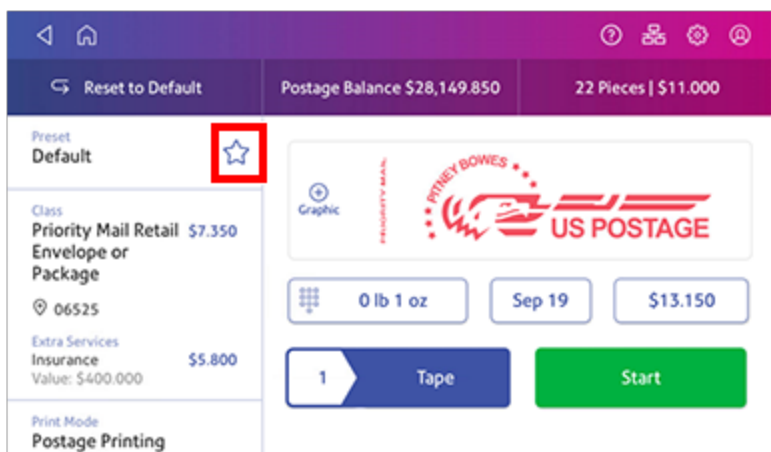 Reset to Default
Postage Balance $28,149.850
22 Pieces | $11.000
Preset
Default
Class
Priority Mail Retail $7.350
Envelope or
Package
06525
Extra Services
Insurance $5.800
Value: $400.000
Print Mode
Postage Printing
Graphic
PRIORITY MAIL
PITNEY BOWES
US POSTAGE
0 lb 1 oz
Sep 19
$13.150
1 Tape
Start